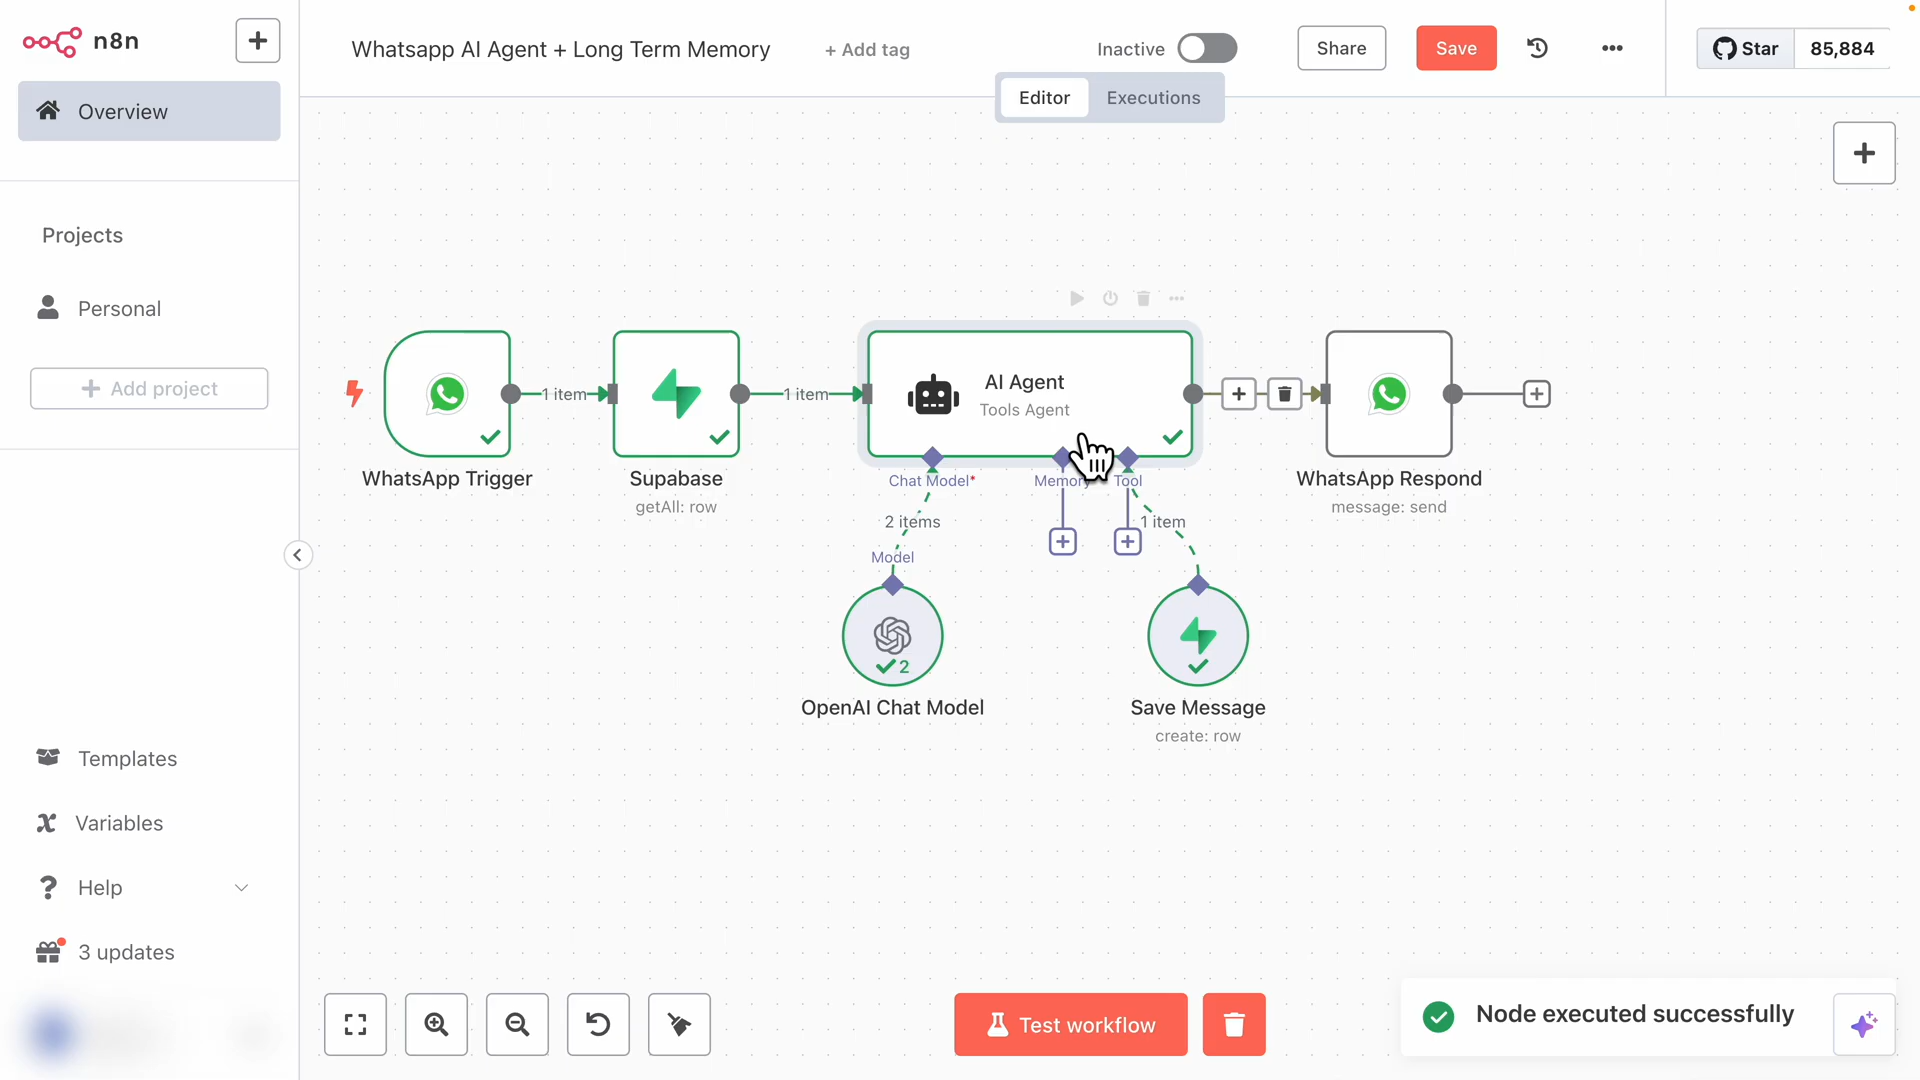 n8n
Overview
Projects
Personal
Add project
Templates
Variables
Help
3 updates
Whatsapp AI Agent + Long Term Memory
+ Add tag
Inactive
Share
Save
Star
85,884
Editor
Executions
1 item
1 item
AI Agent
Tools Agent
WhatsApp Trigger
Supabase
getAll: row
Chat Model*
Memory
Tool
WhatsApp Respond
message: send
2 items
1 item
Model
2
OpenAI Chat Model
Save Message
create: row
Test workflow
Node executed successfully